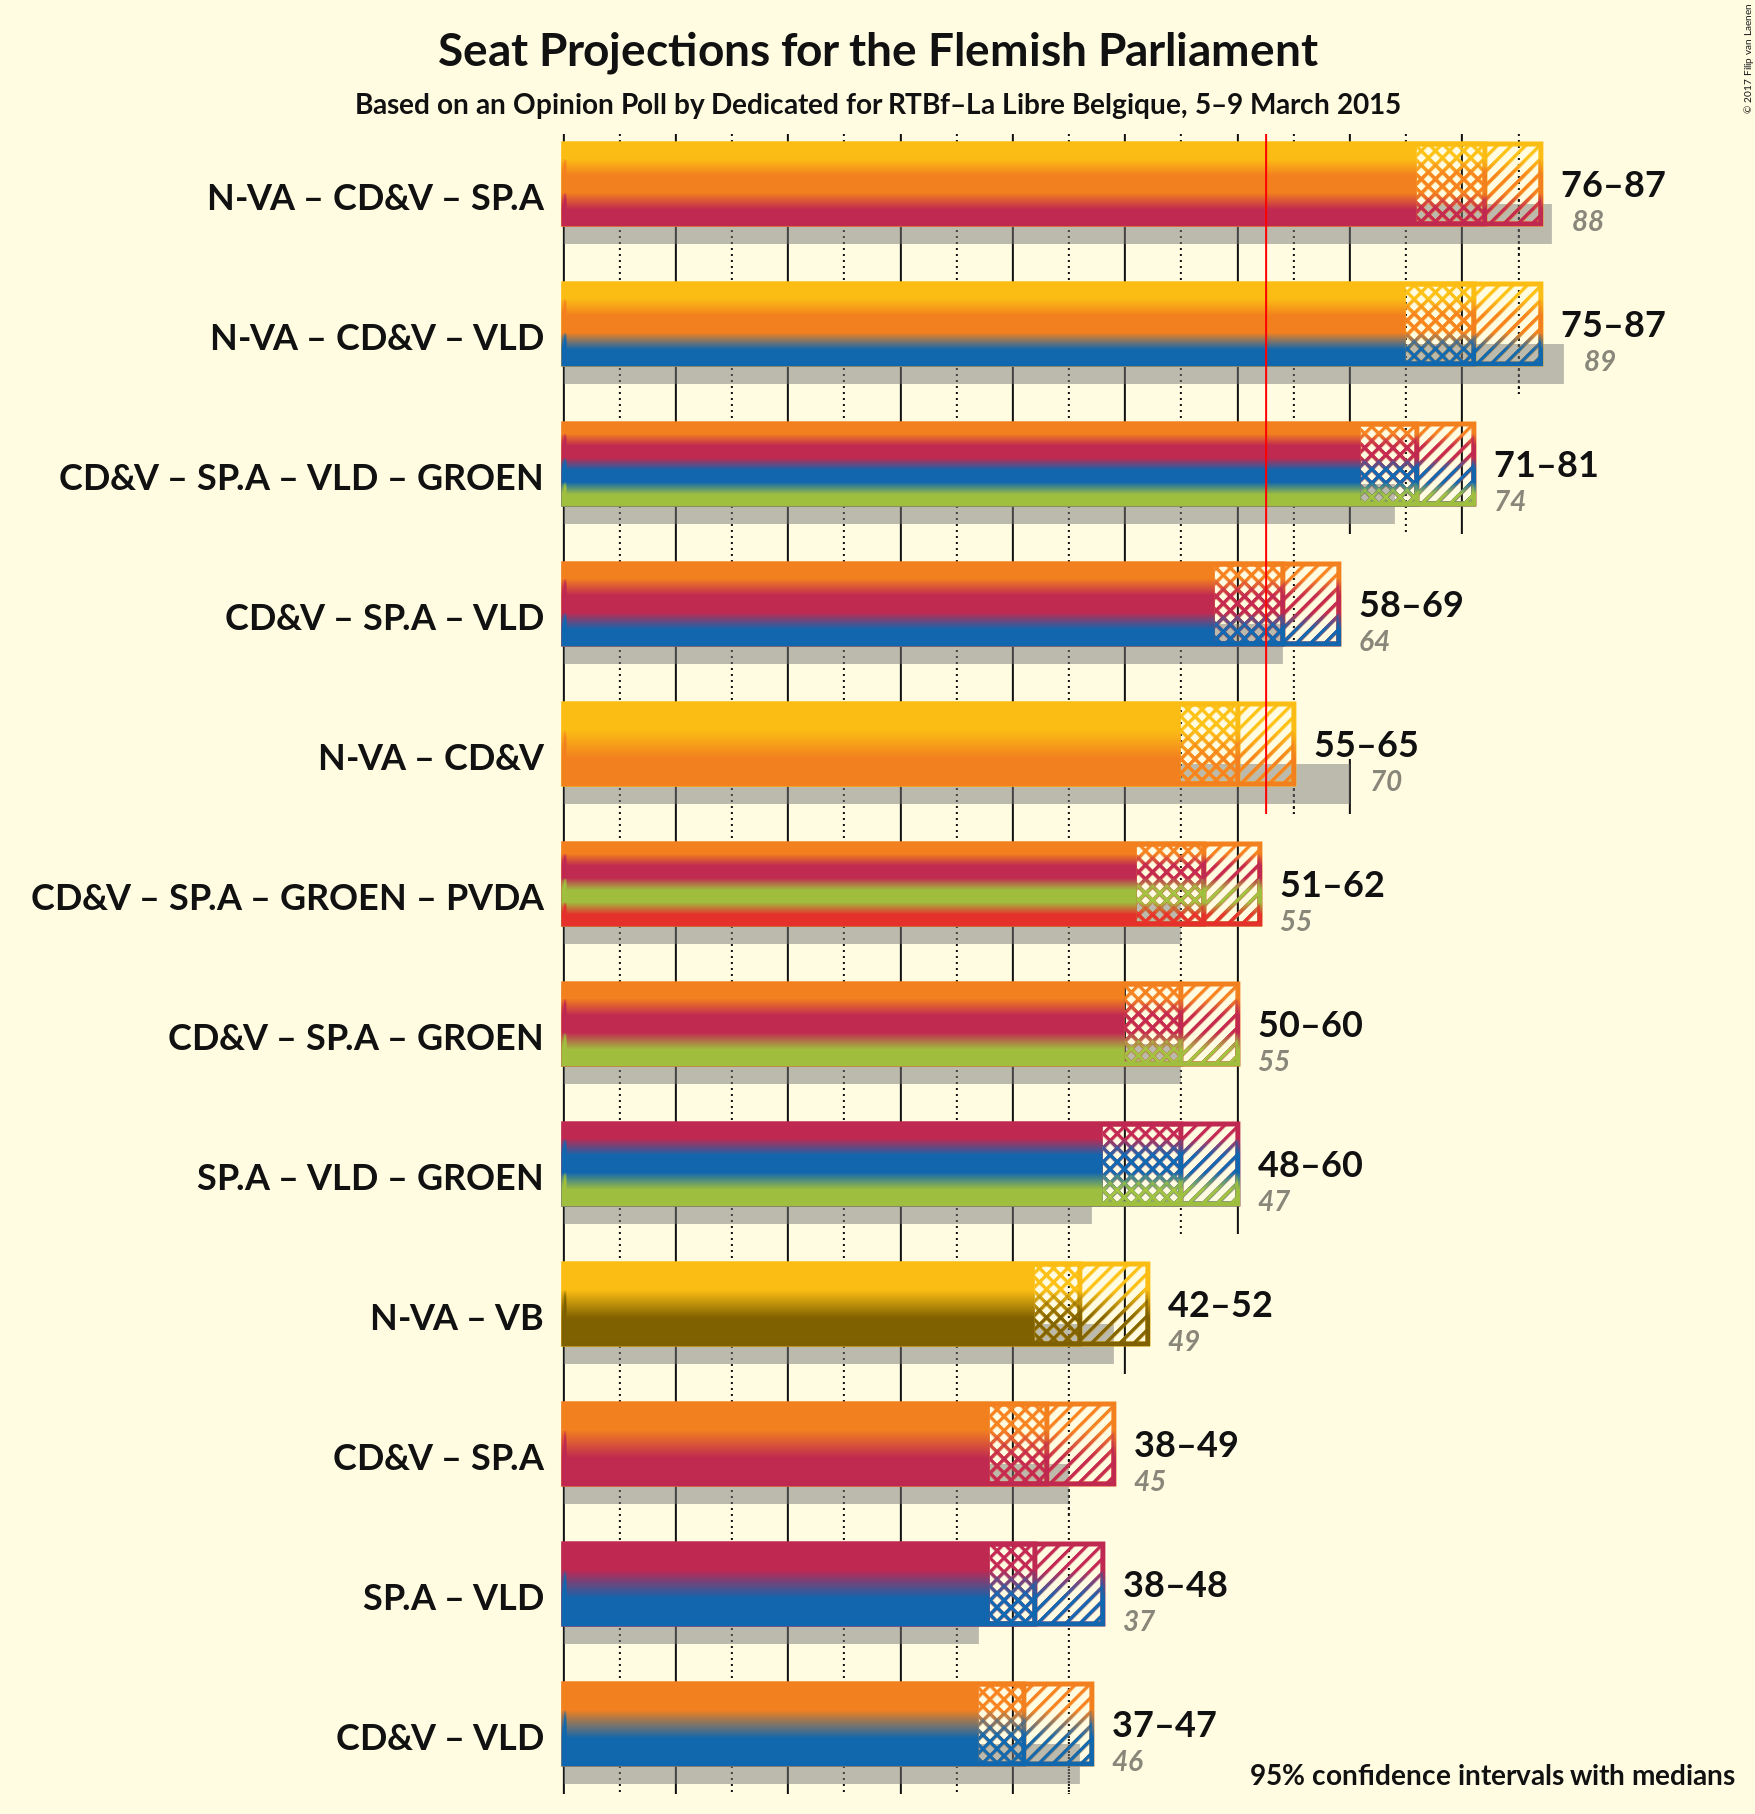 Seat Projections for the Flemish Parliament
Based on an Opinion Poll by Dedicated for RTBf–La Libre Belgique, 5–9 March 2015
© 2017 Filip van Laenen
N-VA – CD&V – SP.A
76–87
88
N-VA – CD&V – VLD
75–87
89
CD&V – SP.A – VLD – GROEN
71–81
74
CD&V – SP.A – VLD
58–69
64
N-VA – CD&V
55–65
70
CD&V – SP.A – GROEN – PVDA
51–62
55
CD&V – SP.A – GROEN
50–60
55
SP.A – VLD – GROEN
48–60
47
N-VA – VB
42–52
49
CD&V – SP.A
38–49
45
SP.A – VLD
38–48
37
CD&V – VLD
37–47
46
95% confidence intervals with medians